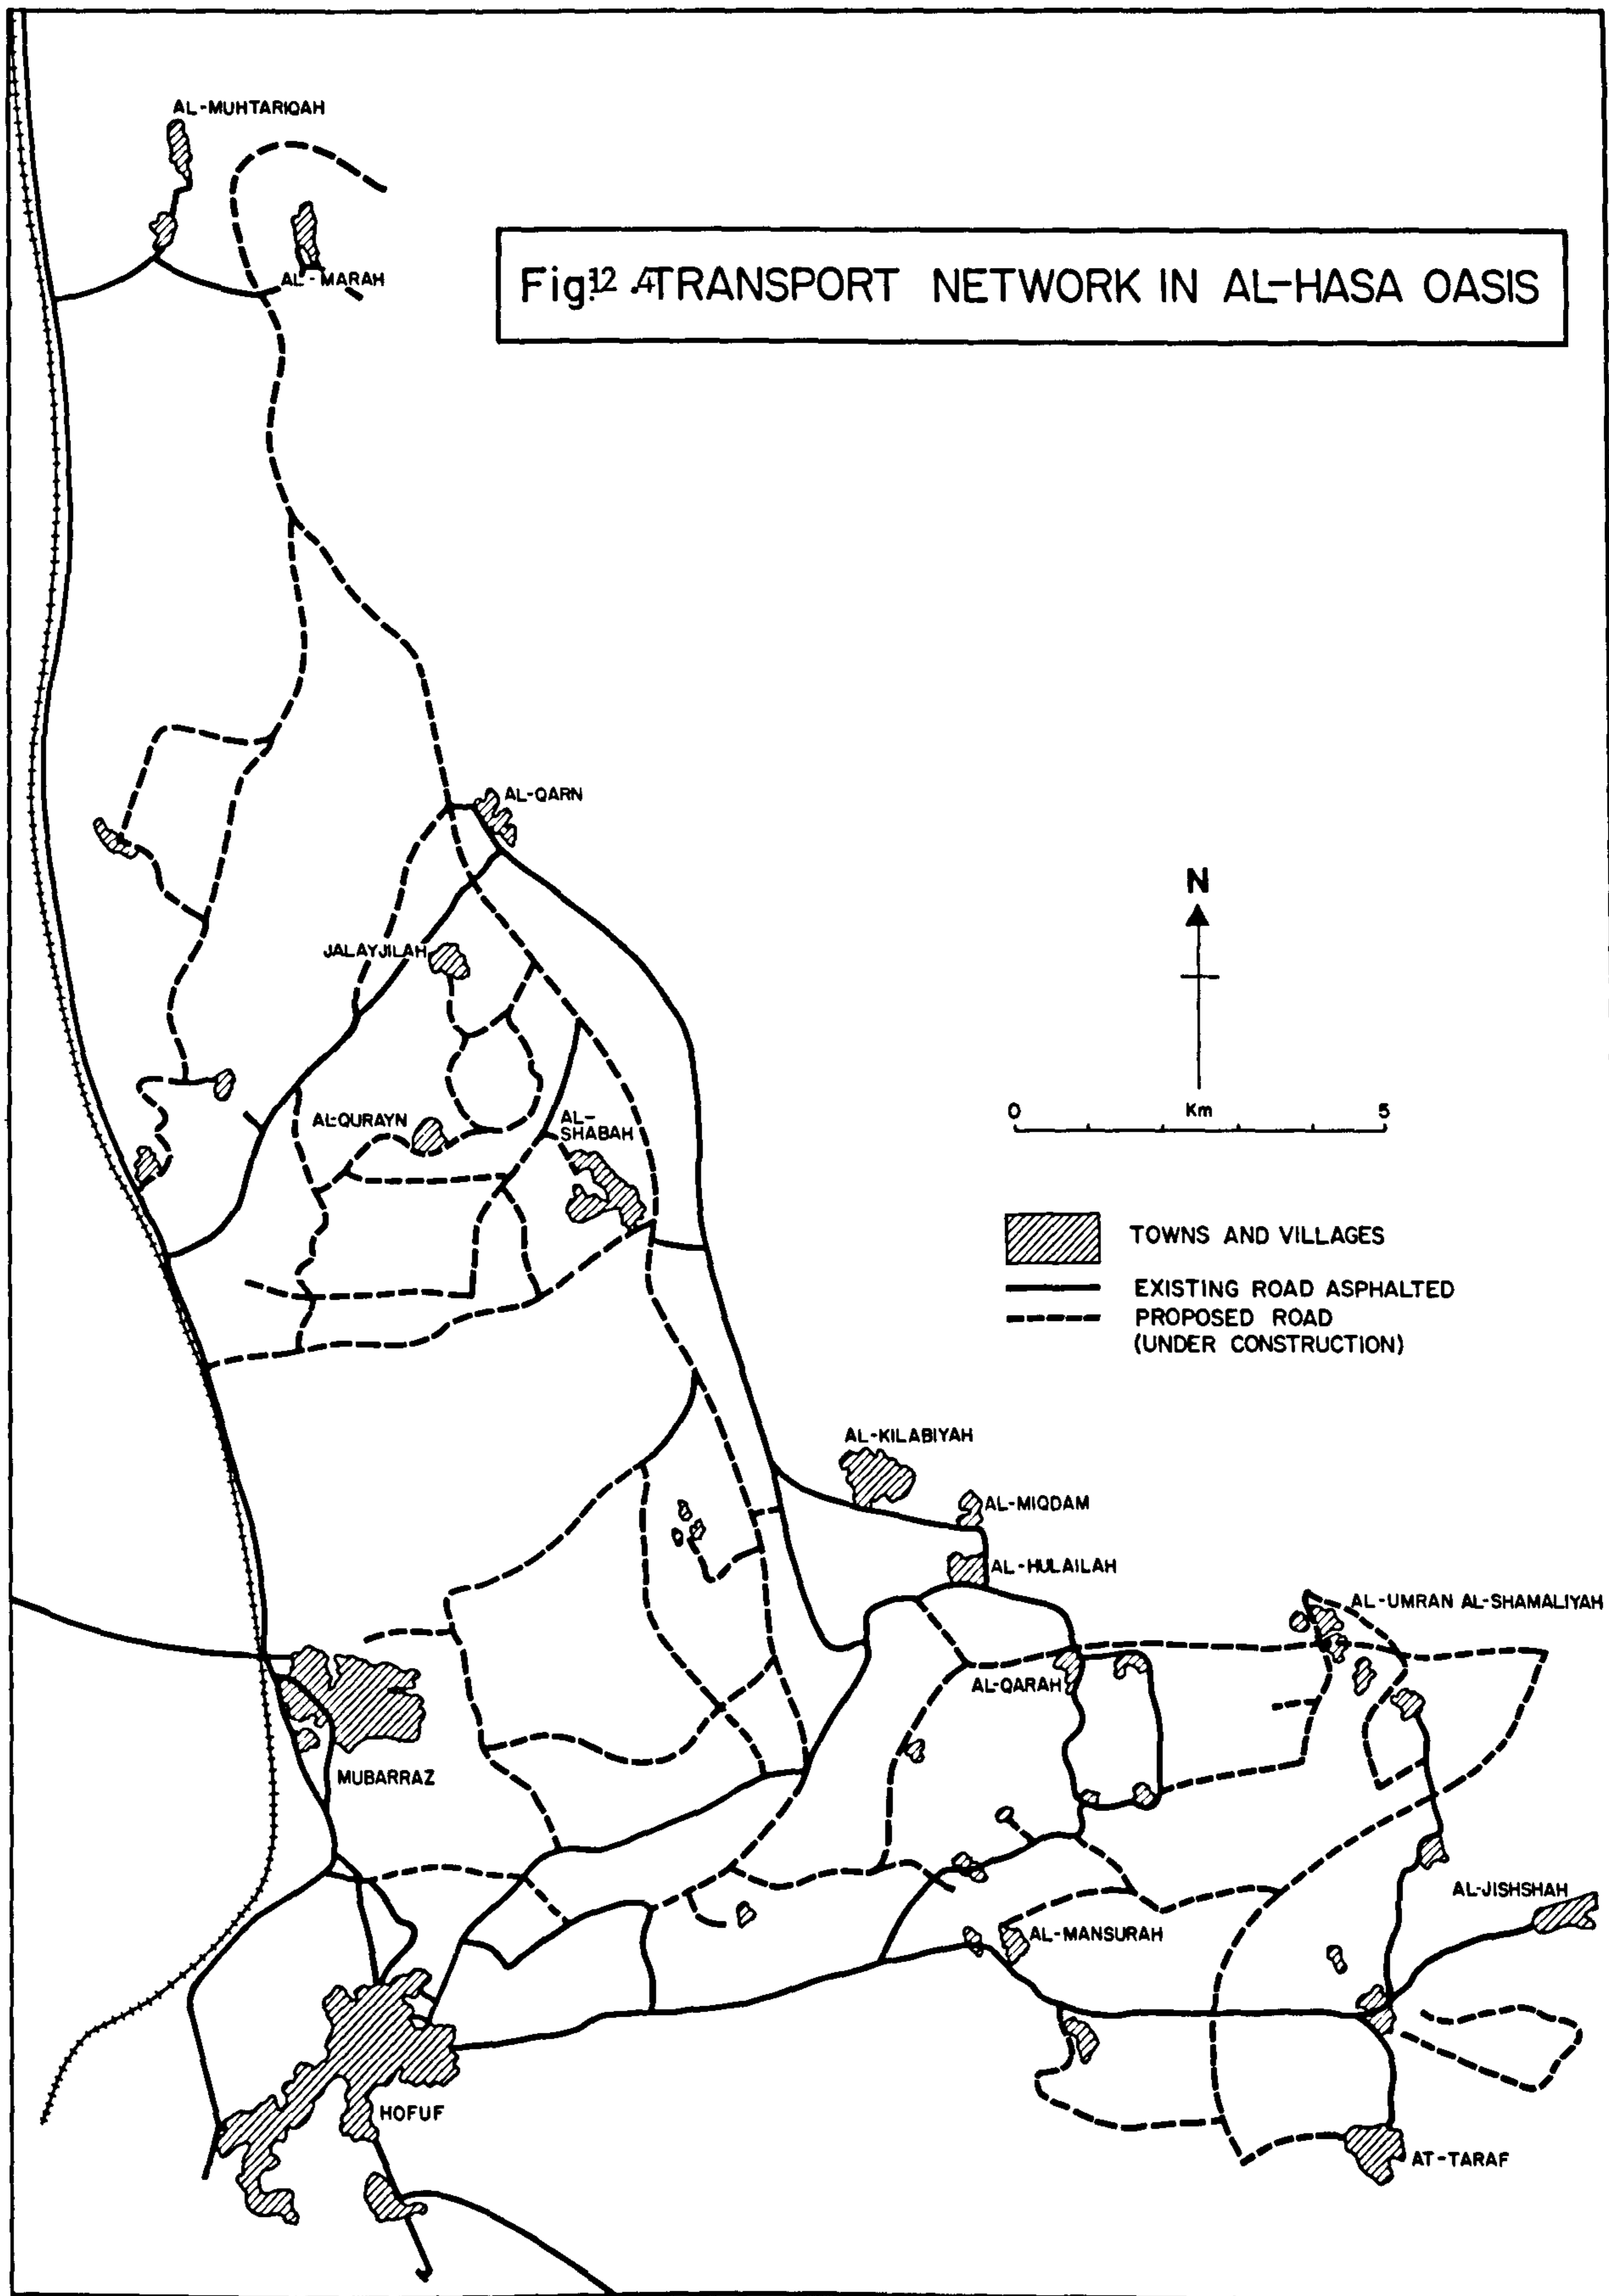 AL-MUHTARIQAH
AL-MARAH
Fig.12.4 TRANSPORT NETWORK IN AL-HASA OASIS
AL-QARN
N
JALAYJILAH
0 Km 5
AL-QURAYN
AL-
SHABAH
TOWNS AND VILLAGES
EXISTING ROAD ASPHALTED
PROPOSED ROAD
(UNDER CONSTRUCTION)
AL-KILABIYAH
AL-MIQDAM
AL-HULAILAH
AL-UMRAN AL-SHAMALIYAH
AL-QARAH
MUBARRAZ
AL-JISHSHAH
AL-MANSURAH
HOFUF
AT-TARAF